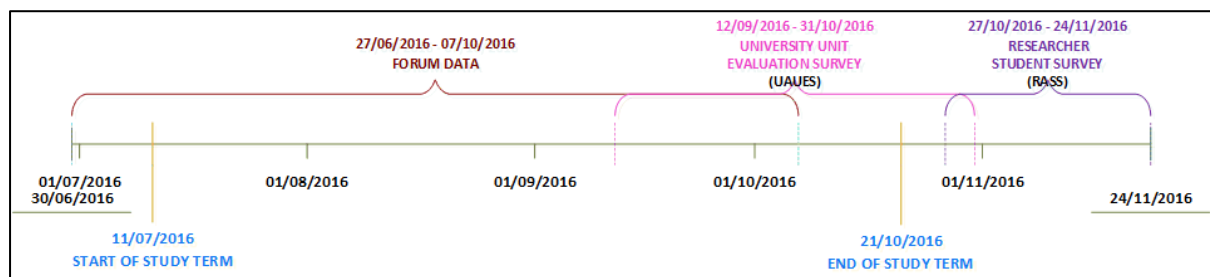 27/06/2016 - 07/10/2016
FORUM DATA
12/09/2016 - 31/10/2016
UNIVERSITY UNIT
EVALUATION SURVEY
(UAUES)
27/10/2016 - 24/11/2016
RESEARCHER
STUDENT SURVEY
(RASS)
01/07/2016
01/08/2016
01/09/2016
01/10/2016
01/11/2016
30/06/2016
24/11/2016
11/07/2016
START OF STUDY TERM
21/10/2016
END OF STUDY TERM